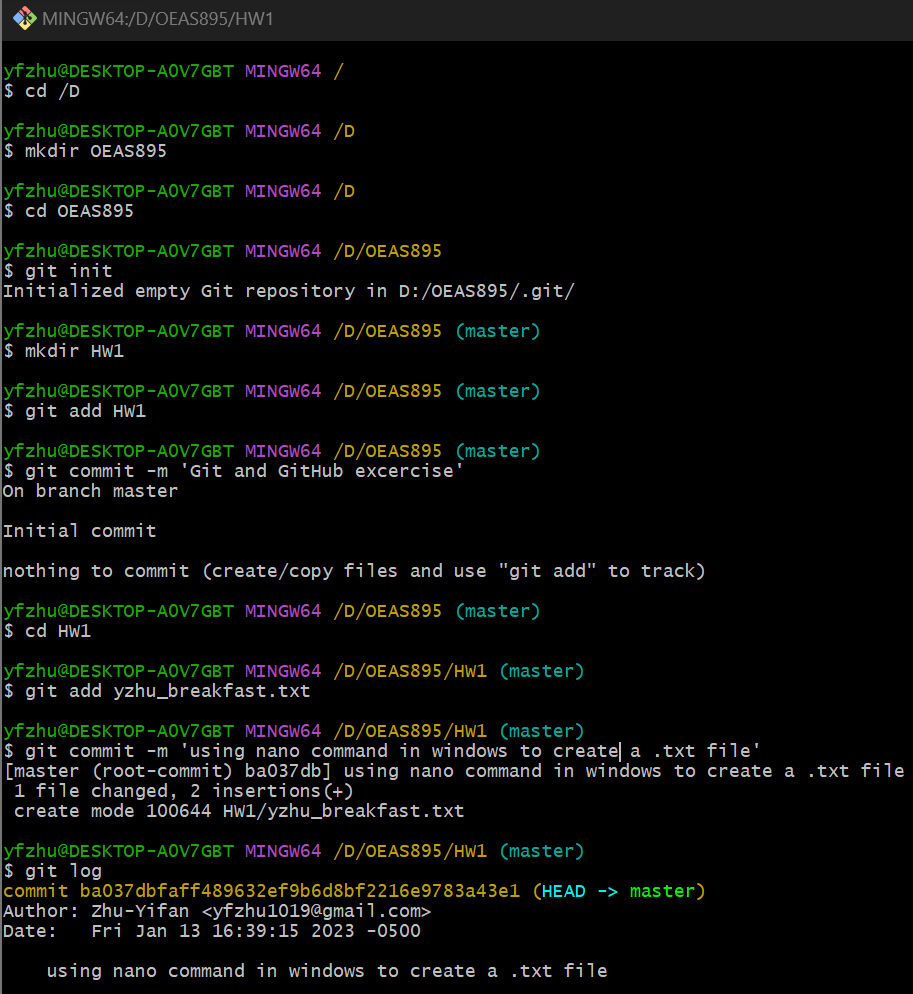 MINGW64:/D/OEAS895/HW1
yfzhu@DESKTOP-A0V7GBT MINGW64 /
$ cd /D
yfzhu@DESKTOP-A0V7GBT MINGW64 /D
$ mkdir OEAS895
yfzhu@DESKTOP-A0V7GBT MINGW64 /D
$ cd OEAS895
yfzhu@DESKTOP-A0V7GBT MINGW64 /D/OEAS895
$ git init
Initialized empty Git repository in D:/OEAS895/.git/
yfzhu@DESKTOP-A0V7GBT MINGW64 /D/OEAS895 (master)
$ mkdir HW1
yfzhu@DESKTOP-A0V7GBT MINGW64 /D/OEAS895 (master)
$ git add HW1
yfzhu@DESKTOP-A0V7GBT MINGW64 /D/OEAS895 (master)
$ git commit -m 'Git and GitHub excercise'
On branch master
Initial commit
nothing to commit (create/copy files and use "git add" to track)
yfzhu@DESKTOP-A0V7GBT MINGW64 /D/OEAS895 (master)
$ cd HW1
yfzhu@DESKTOP-A0V7GBT MINGW64 /D/OEAS895/HW1 (master)
$ git add yzhu_breakfast.txt
yfzhu@DESKTOP-A0V7GBT MINGW64 /D/OEAS895/HW1 (master)
$ git commit -m 'using nano command in windows to create a .txt file'
[master (root-commit) ba037db] using nano command in windows to create a .txt file
1 file changed, 2 insertions(+)
create mode 100644 HW1/yzhu_breakfast.txt
yfzhu@DESKTOP-A0V7GBT MINGW64 /D/OEAS895/HW1 (master)
$ git log
commit ba037dbfaff489632ef9b6d8bf2216e9783a43e1 (HEAD -> master)
Author: Zhu-Yifan <yfzhu1019@gmail.com>
Date:   Fri Jan 13 16:39:15 2023 -0500
using nano command in windows to create a .txt file